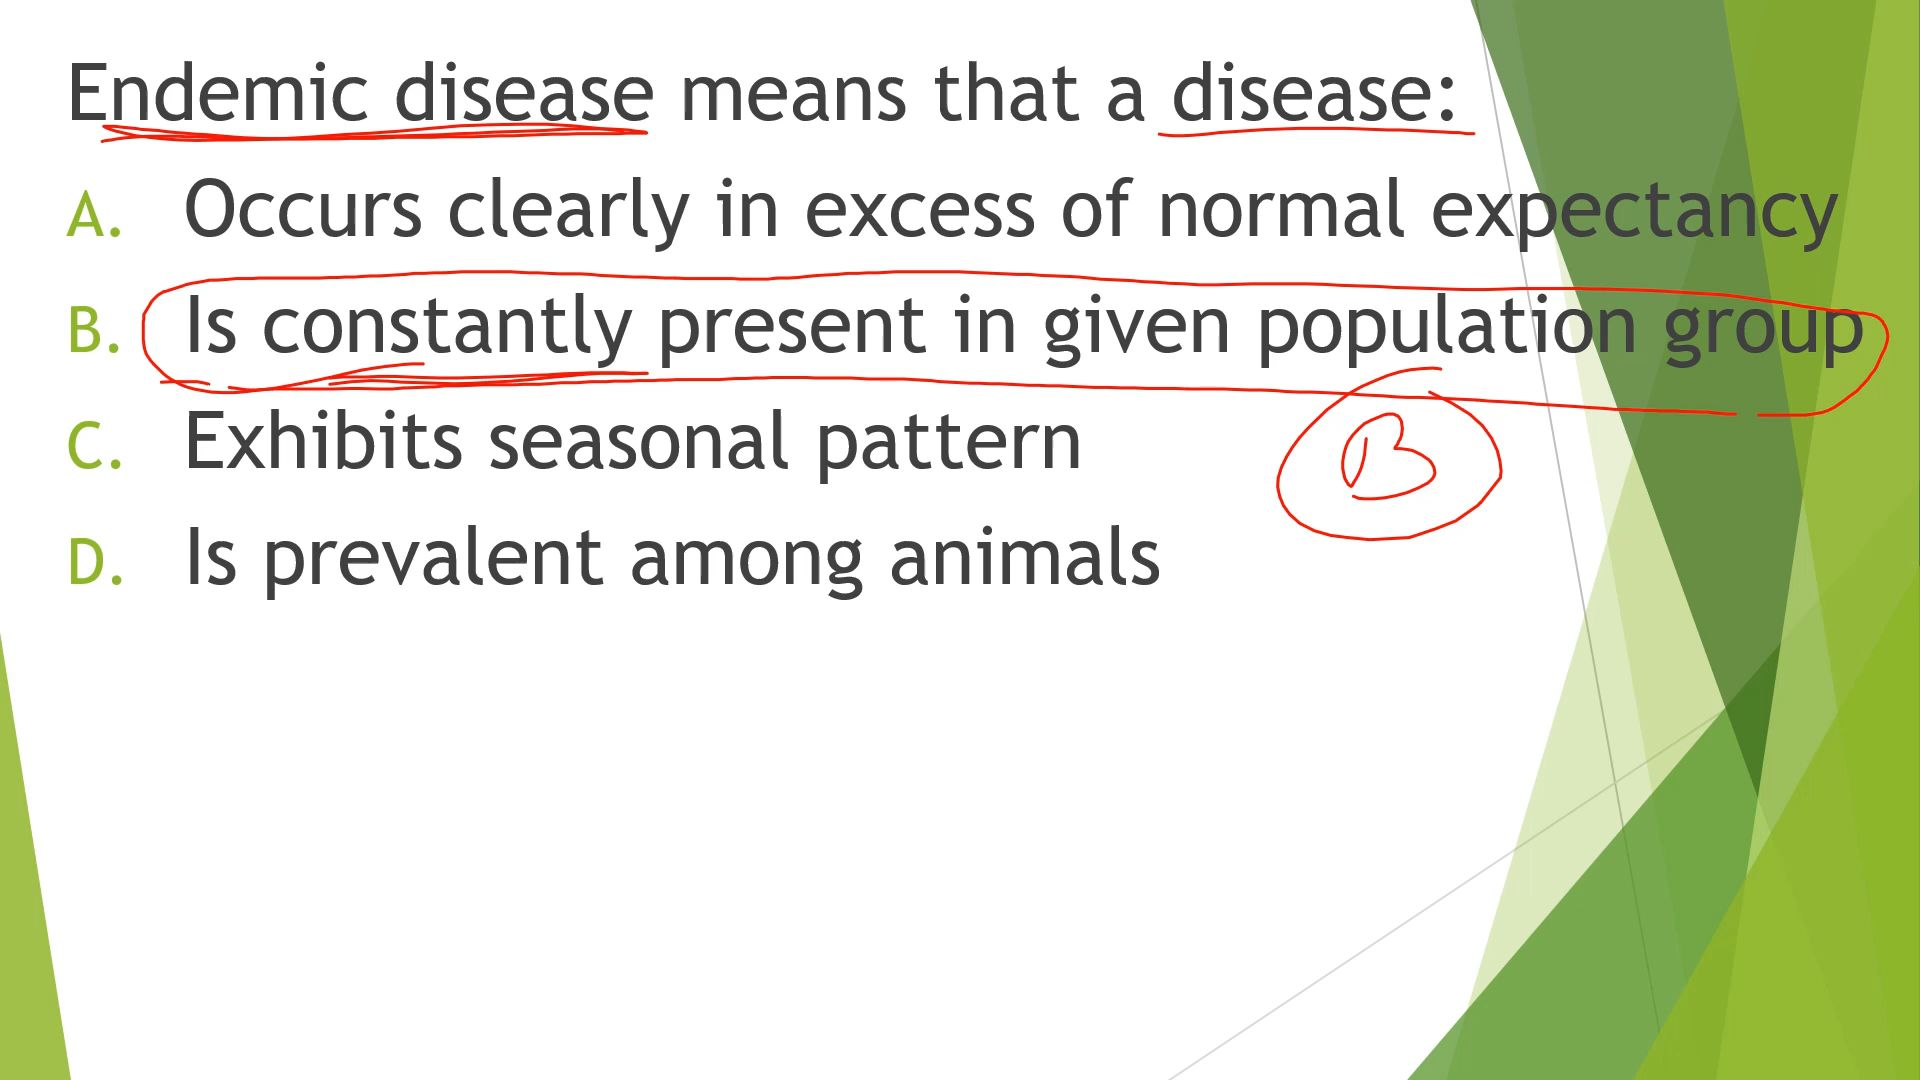 Endemic disease means that a disease:
A. Occurs clearly in excess of normal expectancy
B. Is constantly present in given population group
C. Exhibits seasonal pattern
B
D. Is prevalent among animals